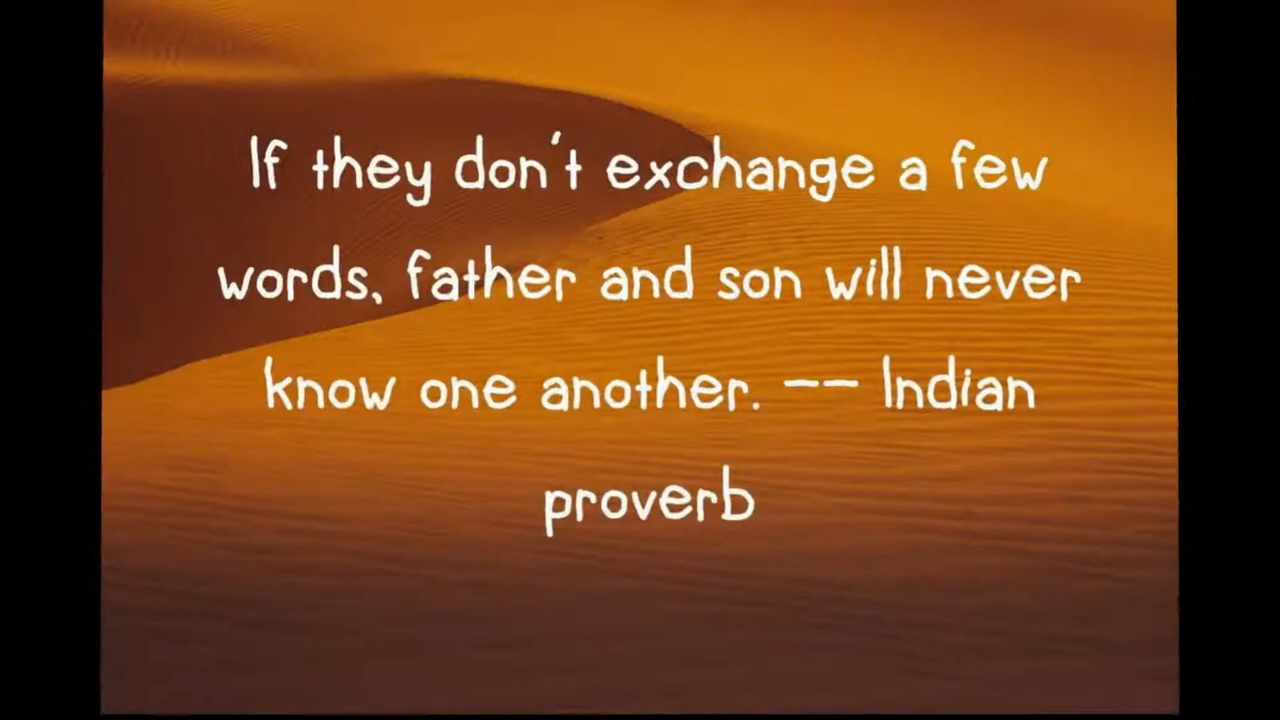 If they don't exchange a few
words, father and son will never
know one another. -- Indian
proverb